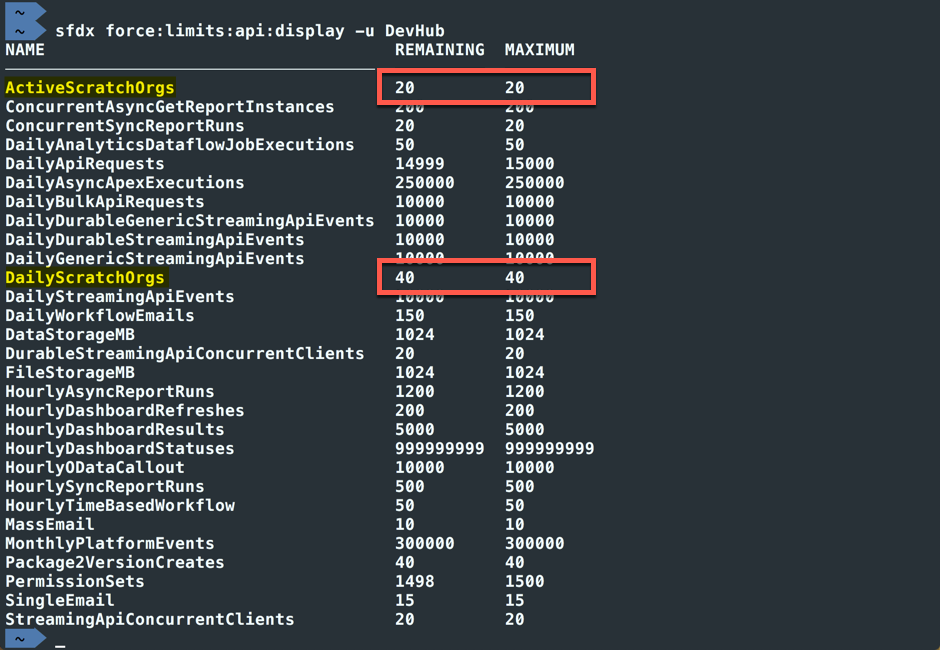 ~
~ sfdx force:limits:api:display -u DevHub
NAME REMAINING MAXIMUM
ActiveScratchOrgs 20 20
ConcurrentAsyncGetReportInstances 200 200
ConcurrentSyncReportRuns 20 20
DailyAnalyticsDataflowJobExecutions 50 50
DailyApiRequests 14999 15000
DailyAsyncApexExecutions 250000 250000
DailyBulkApiRequests 10000 10000
DailyDurableGenericStreamingApiEvents 10000 10000
DailyDurableStreamingApiEvents 10000 10000
DailyGenericStreamingApiEvents 10000 10000
DailyScratchOrgs 40 40
DailyStreamingApiEvents 10000 10000
DailyWorkflowEmails 150 150
DataStorageMB 1024 1024
DurableStreamingApiConcurrentClients 20 20
FileStorageMB 1024 1024
HourlyAsyncReportRuns 1200 1200
HourlyDashboardRefreshes 200 200
HourlyDashboardResults 5000 5000
HourlyDashboardStatuses 999999999 999999999
HourlyODataCallout 10000 10000
HourlySyncReportRuns 500 500
HourlyTimeBasedWorkflow 50 50
MassEmail 10 10
MonthlyPlatformEvents 300000 300000
Package2VersionCreates 40 40
PermissionSets 1498 1500
SingleEmail 15 15
StreamingApiConcurrentClients 20 20
~ _